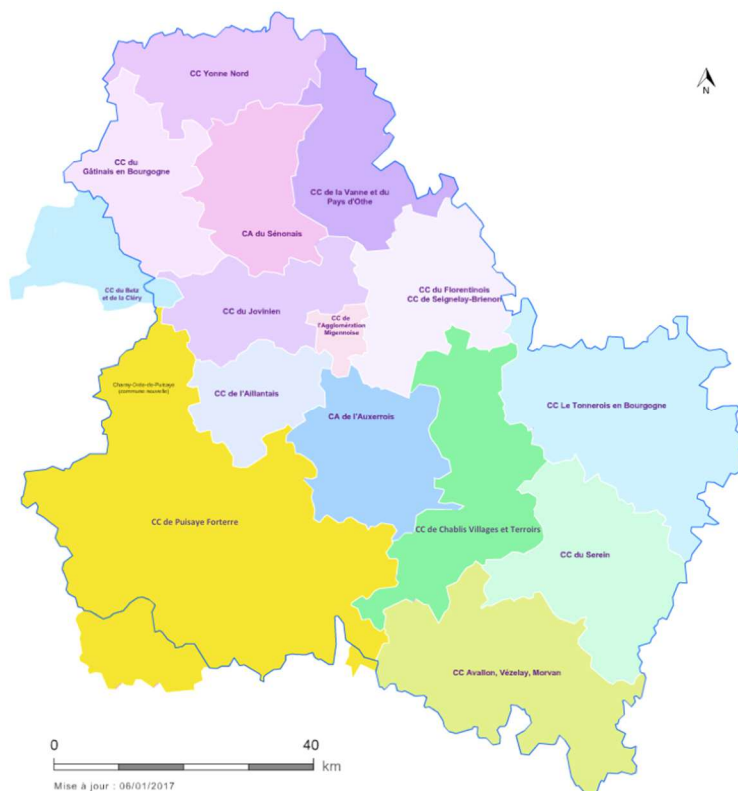 CC Yonne Nord
N
CC du
Gâtinais en Bourgogne
CC de la Vanne et du
Pays d'Othe
CA du Sénonais
CC du Betz
et de la Cléry
CC du Florentinois
CC de Seignelay-Brienon
CC du Jovinien
CC de
l'Agglomération
Migennoise
Charny-Orée-de-Puisaye
(commune nouvelle)
CC de l'Aillantais
CC Le Tonnerrois en Bourgogne
CA de l'Auxerrois
CC de Puisaye Forterre
CC de Chablis Villages et Terroirs
CC du Serein
CC Avallon, Vézelay, Morvan
0
40
km
Mise à jour : 06/01/2017